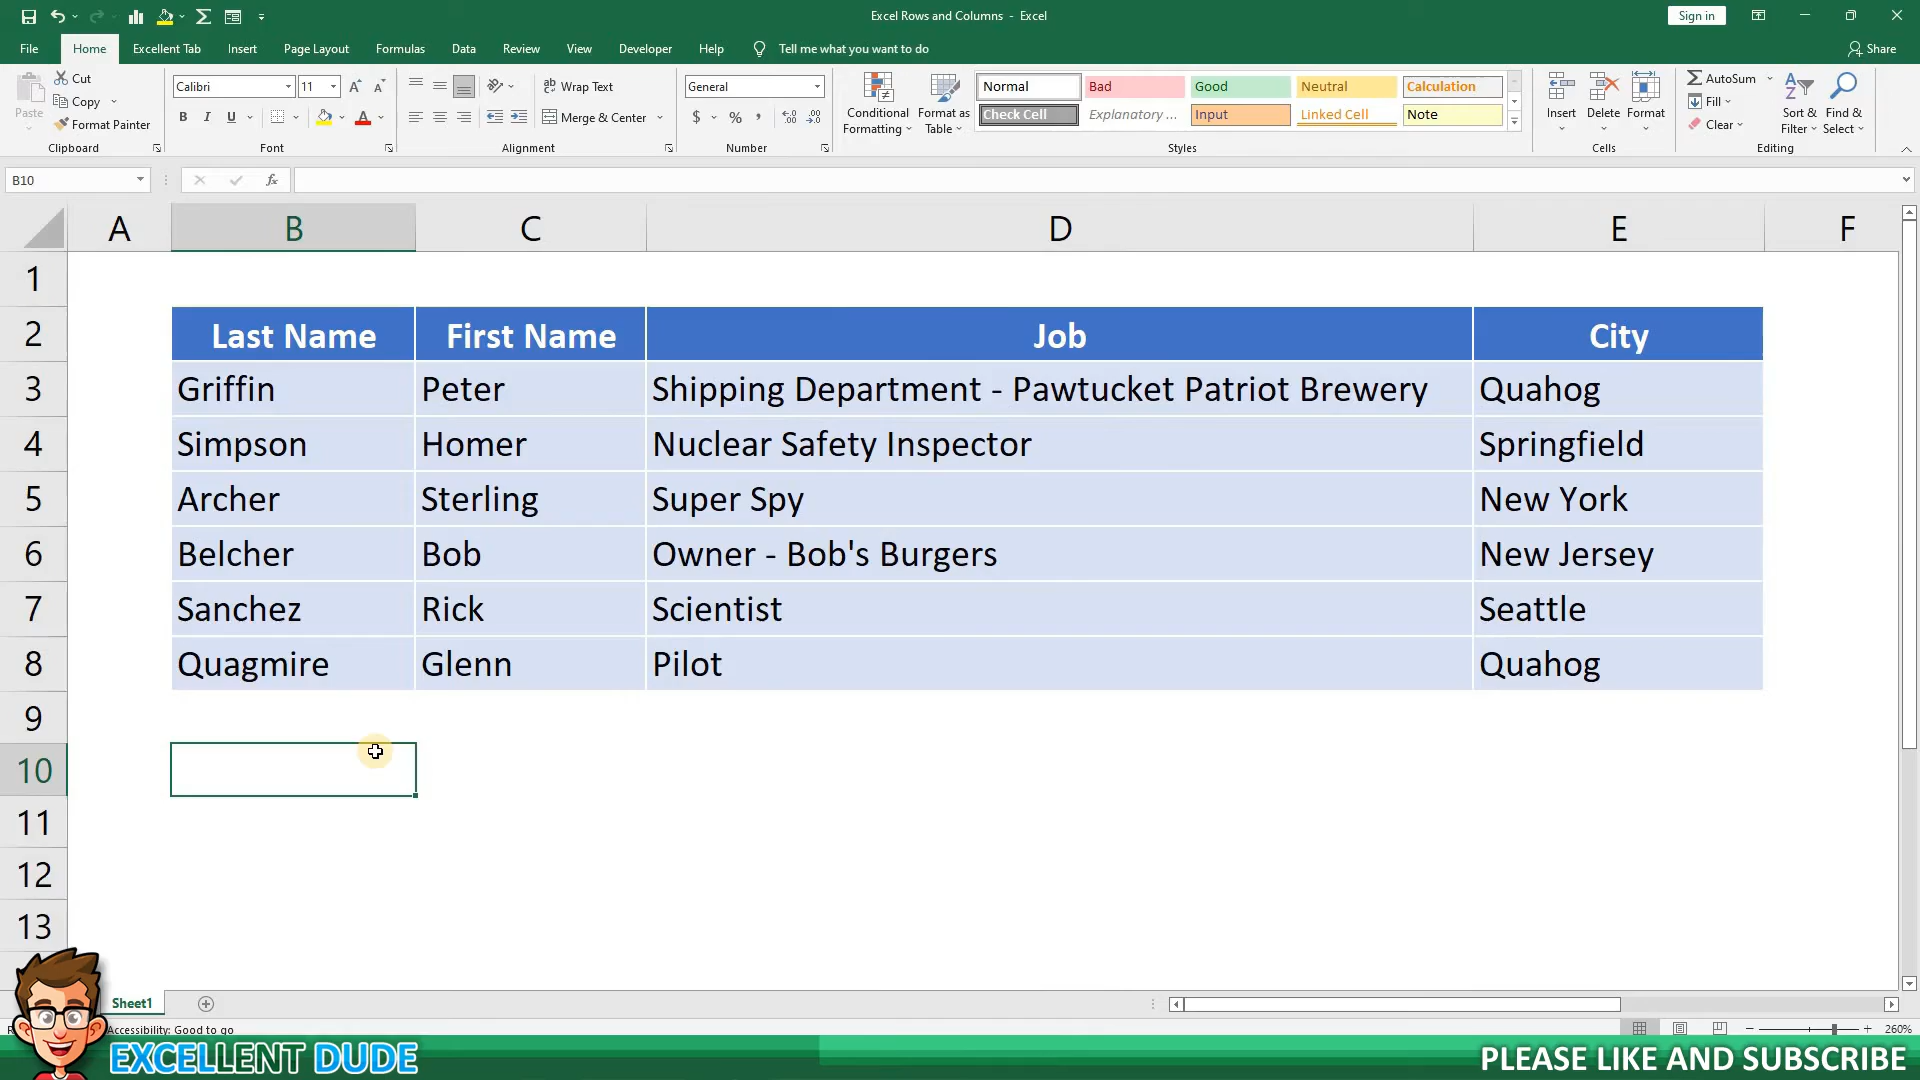 Excel Rows and Columns - Excel
Sign in
File Home Excellent Tab Insert Page Layout Formulas Data Review View Developer Help Tell me what you want to do Share
Paste
Cut
Copy
Format Painter
Clipboard
Calibri 11
B I U
Font
Wrap Text
Merge & Center
Alignment
General
$ % ,
Number
Conditional Formatting
Format as Table
Normal Bad Good Neutral Calculation
Check Cell Explanatory ... Input Linked Cell Note
Styles
Insert Delete Format
Cells
AutoSum
Fill
Clear
Sort & Filter
Find & Select
Editing
B10 fx
A B C D E F
1
2 Last Name First Name Job City
3 Griffin Peter Shipping Department - Pawtucket Patriot Brewery Quahog
4 Simpson Homer Nuclear Safety Inspector Springfield
5 Archer Sterling Super Spy New York
6 Belcher Bob Owner - Bob's Burgers New Jersey
7 Sanchez Rick Scientist Seattle
8 Quagmire Glenn Pilot Quahog
9
10
11
12
13
Sheet1
Accessibility: Good to go
260%
EXCELLENT DUDE
PLEASE LIKE AND SUBSCRIBE